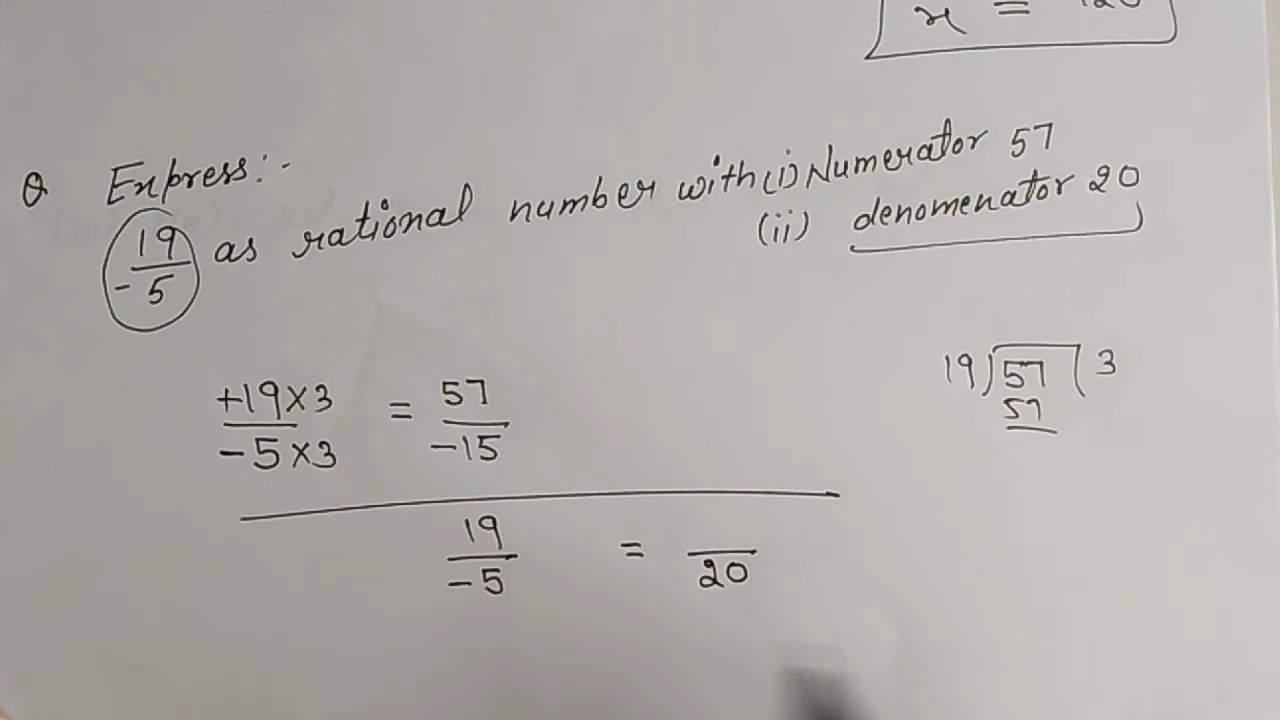 x = 120
Q Express:-
19/-5 as rational number with (i) Numerator 57
(ii) denomenator 20
+19×3/-5×3 = 57/-15
19)57(3
57
19/-5 = /20